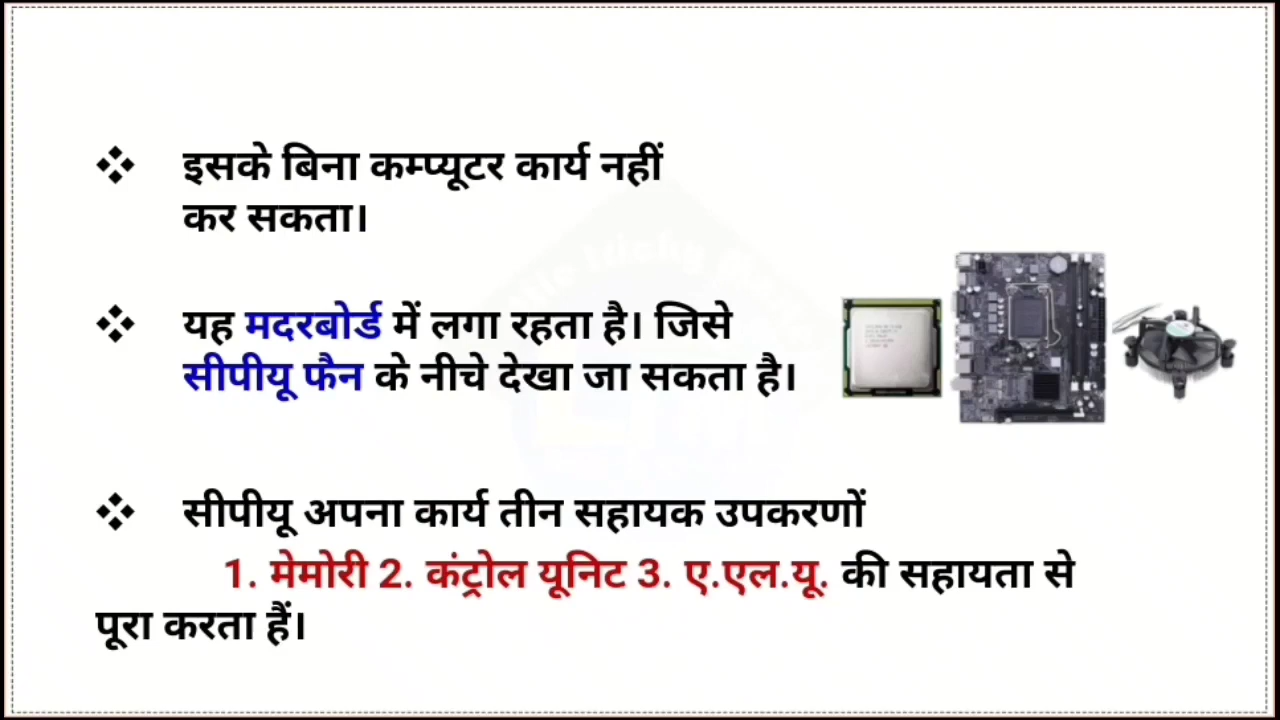 इसके बिना कम्प्यूटर कार्य नहीं
कर सकता।
यह मदरबोर्ड में लगा रहता है। जिसे
सीपीयू फैन के नीचे देखा जा सकता है।
सीपीयू अपना कार्य तीन सहायक उपकरणों
1. मेमोरी 2. कंट्रोल यूनिट 3. ए.एल.यू. की सहायता से
पूरा करता हैं।